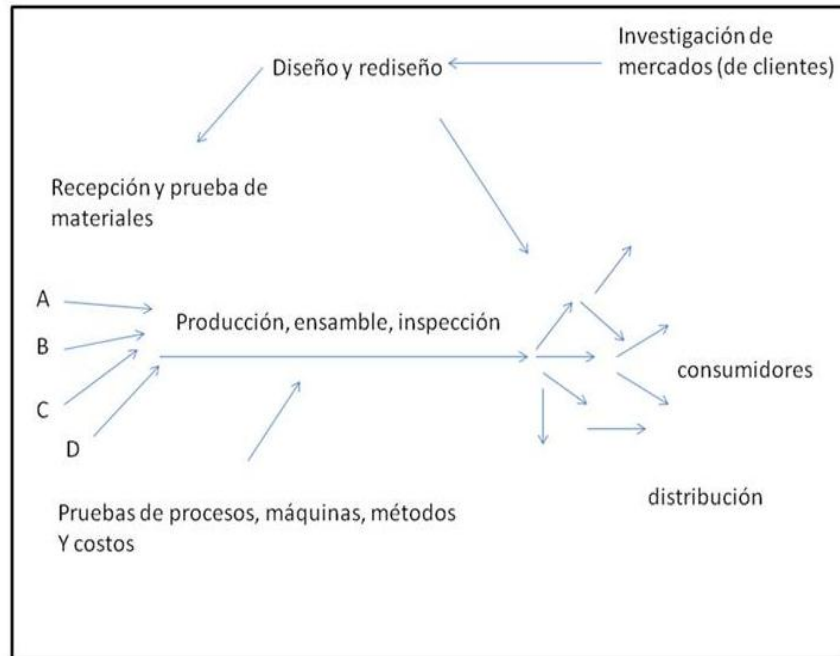 Investigación de
mercados (de clientes)
Diseño y rediseño
Recepción y prueba de
materiales
A
B
C
D
Producción, ensamble, inspección
consumidores
distribución
Pruebas de procesos, máquinas, métodos
Y costos